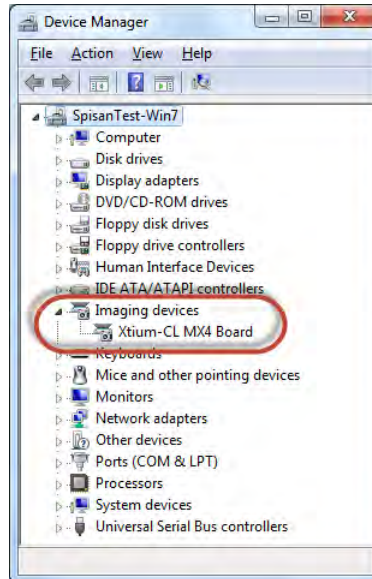 Device Manager
File Action View Help
SpisanTest-Win7
Computer
Disk drives
Display adapters
DVD/CD-ROM drives
Floppy disk drives
Floppy drive controllers
Human Interface Devices
IDE ATA/ATAPI controllers
Imaging devices
Xtium-CL MX4 Board
Keyboards
Mice and other pointing devices
Monitors
Network adapters
Other devices
Ports (COM & LPT)
Processors
System devices
Universal Serial Bus controllers